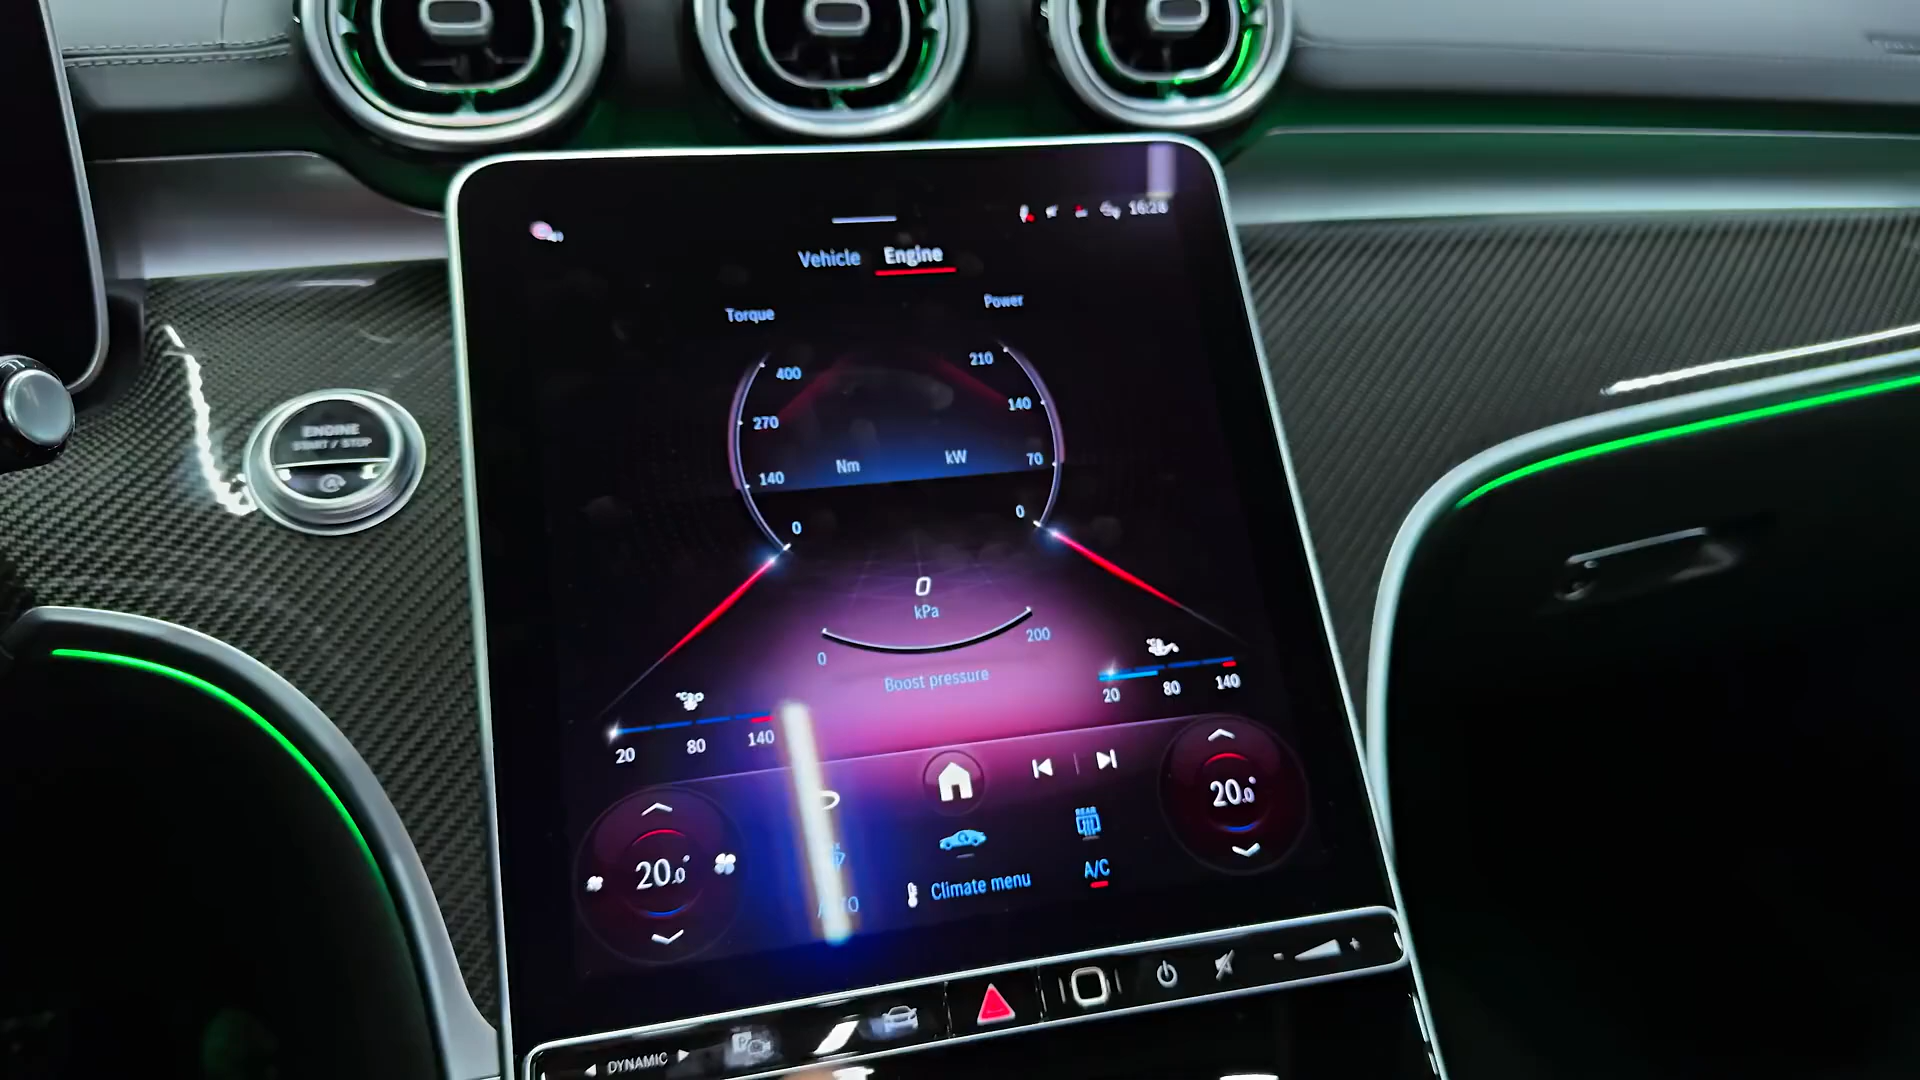 16:28
Vehicle Engine
Torque
Power
400
270
140
0
Nm
210
140
70
0
kW
0
kPa
0
200
Boost pressure
°C
20 80 140
°C
20 80 140
20.0°
20.0°
REAR
Climate menu
A/C
ENGINE
START / STOP
DYNAMIC
P
- +